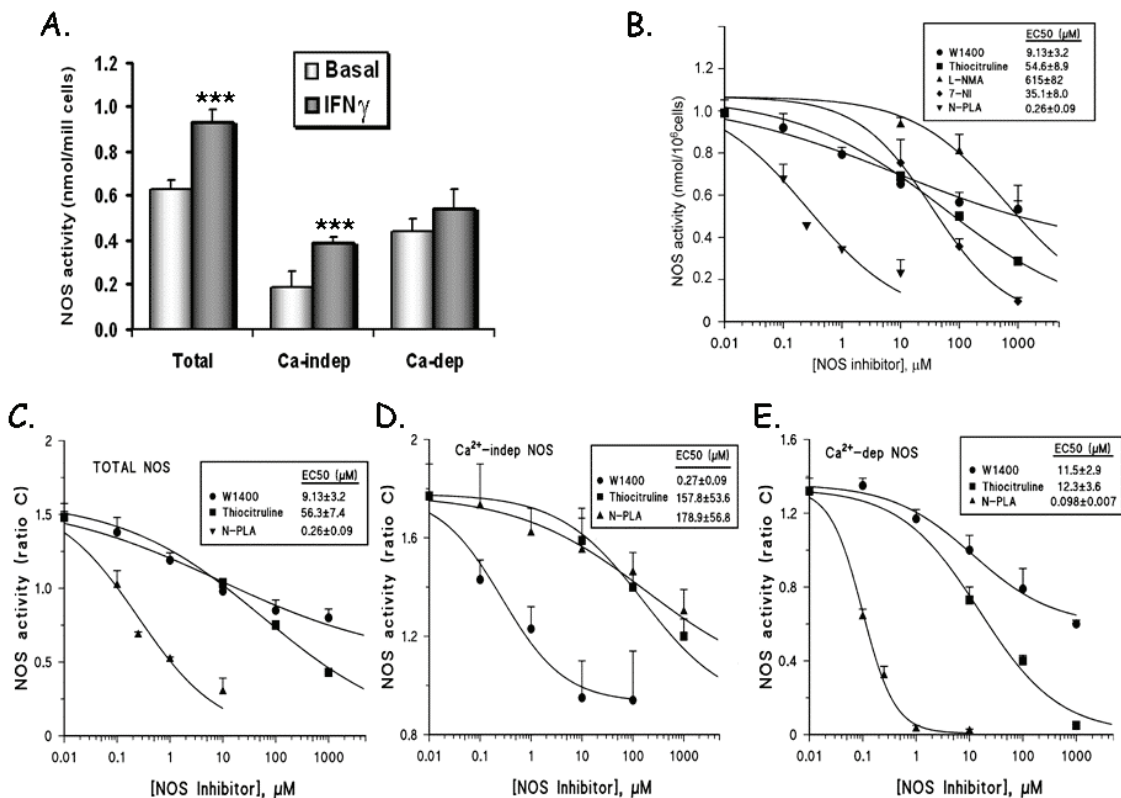 A.
NOS activity (nmol/mill cells)
1.2
1.0
0.8
0.6
0.4
0.2
0.0
Basal
IFNγ
***
***
Total Ca-indep Ca-dep
B.
NOS activity (nmol/10⁶cells)
1.4
1.2
1
0.8
0.6
0.4
0.2
0
EC50 (µM)
W1400 9.13±3.2
Thiocitruline 54.6±8.9
L-NMA 615±82
7-NI 35.1±8.0
N-PLA 0.26±0.09
0.01 0.1 1 10 100 1000
[NOS inhibitor], µM
C.
NOS activity (ratio C)
2
1.5
1
0.5
0
TOTAL NOS
EC50 (µM)
W1400 9.13±3.2
Thiocitruline 56.3±7.4
N-PLA 0.26±0.09
0.01 0.1 1 10 100 1000
[NOS Inhibitor], µM
D.
NOS activity (ratio C)
2
1.6
1.2
0.8
Ca²⁺-indep NOS
EC50 (µM)
W1400 0.27±0.09
Thiocitruline 157.8±53.6
N-PLA 178.9±56.8
0.01 0.1 1 10 100 1000
[NOS Inhibitor], µM
E.
NOS activity (ratio C)
1.6
1.2
0.8
0.4
0
Ca²⁺-dep NOS
EC50 (µM)
W1400 11.5±2.9
Thiocitruline 12.3±3.6
N-PLA 0.098±0.007
0.01 0.1 1 10 100 1000
[NOS Inhibitor], µM